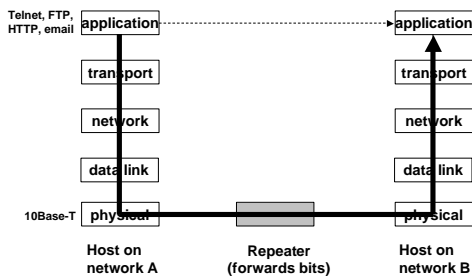 Telnet, FTP,
HTTP, email
application
application
transport
transport
network
network
data link
data link
10Base-T
physical
physical
Host on
network A
Repeater
(forwards bits)
Host on
network B